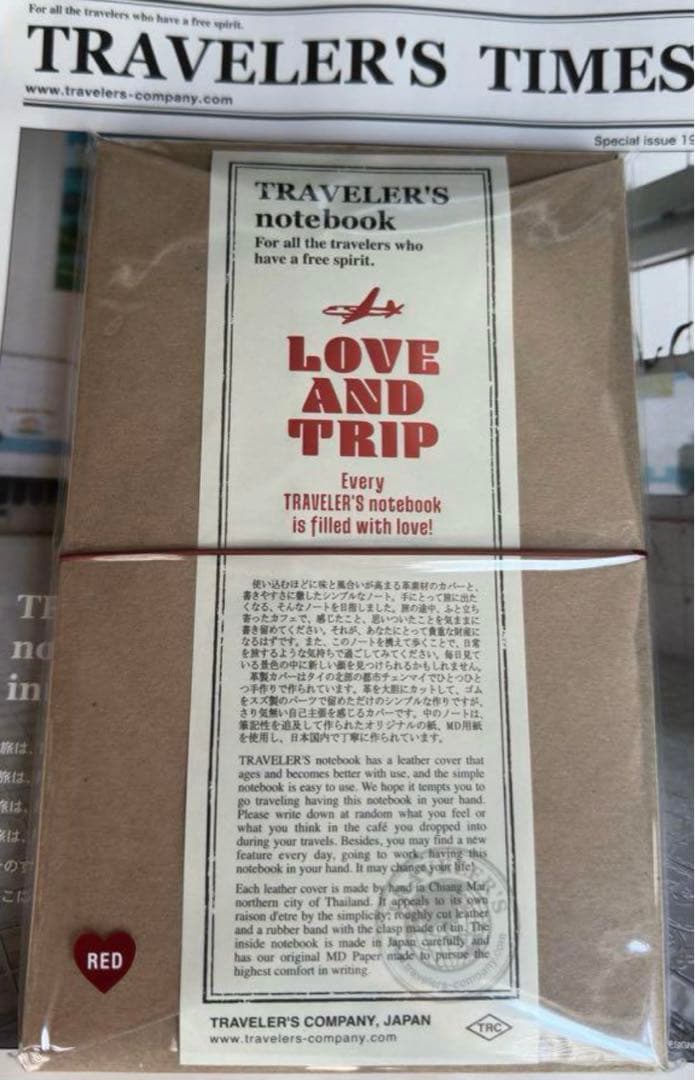 For all the travelers who have a free spirit.
TRAVELER'S TIMES
www.travelers-company.com
Special issue 19
TRAVELER'S
notebook
For all the travelers who
have a free spirit.
LOVE
AND
TRIP
Every
TRAVELER'S notebook
is filled with love!
使い込むほどに味と風合いが高まる革素材のカバーと、
書きやすさに徹したシンプルなノート。手にとって旅に出た
くなる、そんなノートを目指しました。旅の途中、ふと立ち
寄ったカフェで、感じたこと、思いついたことを気ままに
書き留めてください。それが、あなたにとって貴重な財産に
なるはずです。また、このノートを携えて歩くことで、日常
を旅するような気持ちで過ごしてみてください。毎日見て
いる景色の中に新しい顔を見つけられるかもしれません。
革製カバーはタイの北部の都市チェンマイでひとつひと
つ手作りで作られています。革を大胆にカットして、ゴム
をスズ製のパーツで留めただけのシンプルな作りですが、
さり気無い自己主張を感じるカバーです。中のノートは、
筆記性を追及して作られたオリジナルの紙、MD用紙
を使用し、日本国内で丁寧に作られています。
TRAVELER'S notebook has a leather cover that
ages and becomes better with use, and the simple
notebook is easy to use. We hope it tempts you to
go traveling having this notebook in your hand.
Please write down at random what you feel or
what you think in the café you dropped into
during your travels. Besides, you may find a new
feature every day, going to work, having this
notebook in your hand. It may change your life!
Each leather cover is made by hand in Chiang Mai,
northern city of Thailand. It appeals to its own
raison d'etre by the simplicity: roughly cut leather
and a rubber band with the clasp made of tin. The
inside notebook is made in Japan carefully and
has our original MD Paper made to pursue the
highest comfort in writing.
TRAVELER'S COMPANY, JAPAN
www.travelers-company.com
TRC
RED
no
in
旅は、
旅は、
こに